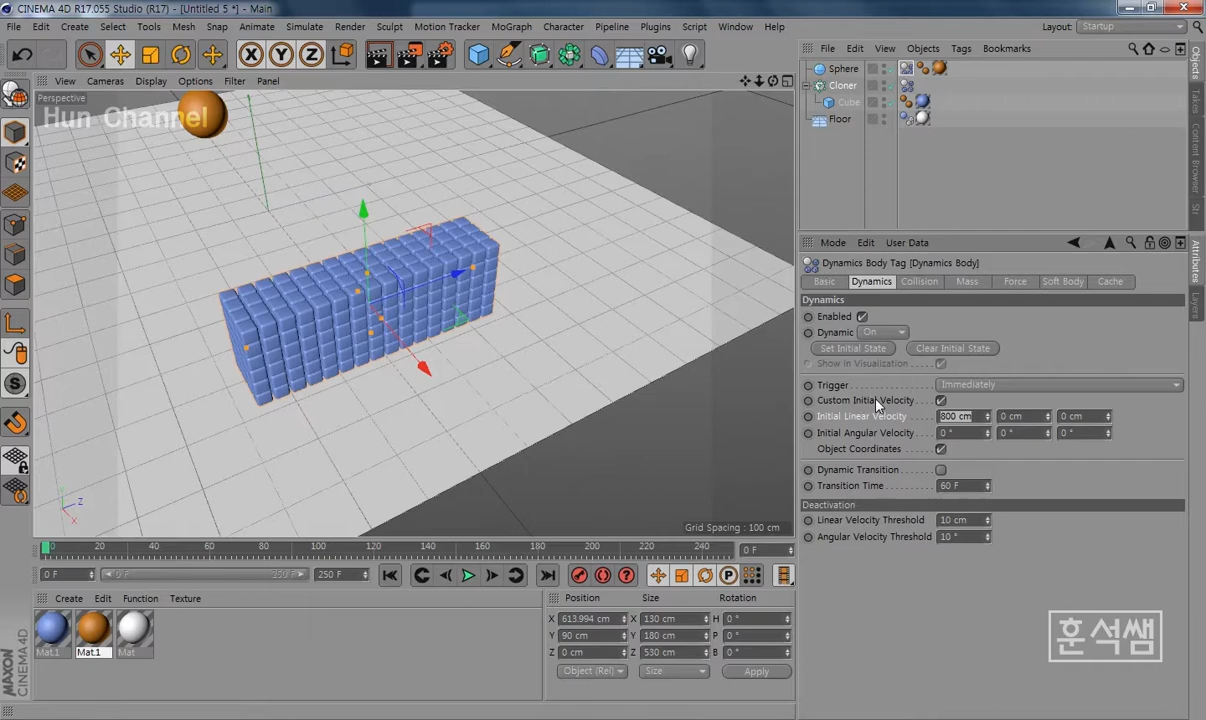 CINEMA 4D R17.055 Studio (R17) - [Untitled 5 *] - Main
File Edit Create Select Tools Mesh Snap Animate Simulate Render Sculpt Motion Tracker MoGraph Character Pipeline Plugins Script Window Help Layout: Startup
X Y Z
File Edit View Objects Tags Bookmarks
View Cameras Display Options Filter Panel
Perspective
Hun Channel
Sphere
Cloner
Cube
Floor
Objects
Takes
Content Browser
Str
Mode Edit User Data
Dynamics Body Tag [Dynamics Body]
Basic Dynamics Collision Mass Force Soft Body Cache
Dynamics
Enabled
Dynamic On
Set Initial State Clear Initial State
Show in Visualization
Trigger Immediately
Custom Initial Velocity
Initial Linear Velocity 800 cm 0 cm 0 cm
Initial Angular Velocity 0 ° 0 ° 0 °
Object Coordinates
Dynamic Transition
Transition Time 60 F
Deactivation
Linear Velocity Threshold 10 cm
Angular Velocity Threshold 10 °
Attributes
Layers
S
Y
Z
X
Grid Spacing : 100 cm
0 20 40 60 80 100 120 140 160 180 200 220 240 0 F
0 F 0 F 250 F 250 F
P
Create Edit Function Texture
Mat.1 Mat.1 Mat
Position Size Rotation
X 613.994 cm X 130 cm H 0 °
Y 90 cm Y 180 cm P 0 °
Z 0 cm Z 530 cm B 0 °
Object (Rel) Size Apply
MAXON CINEMA 4D
훈석쌤